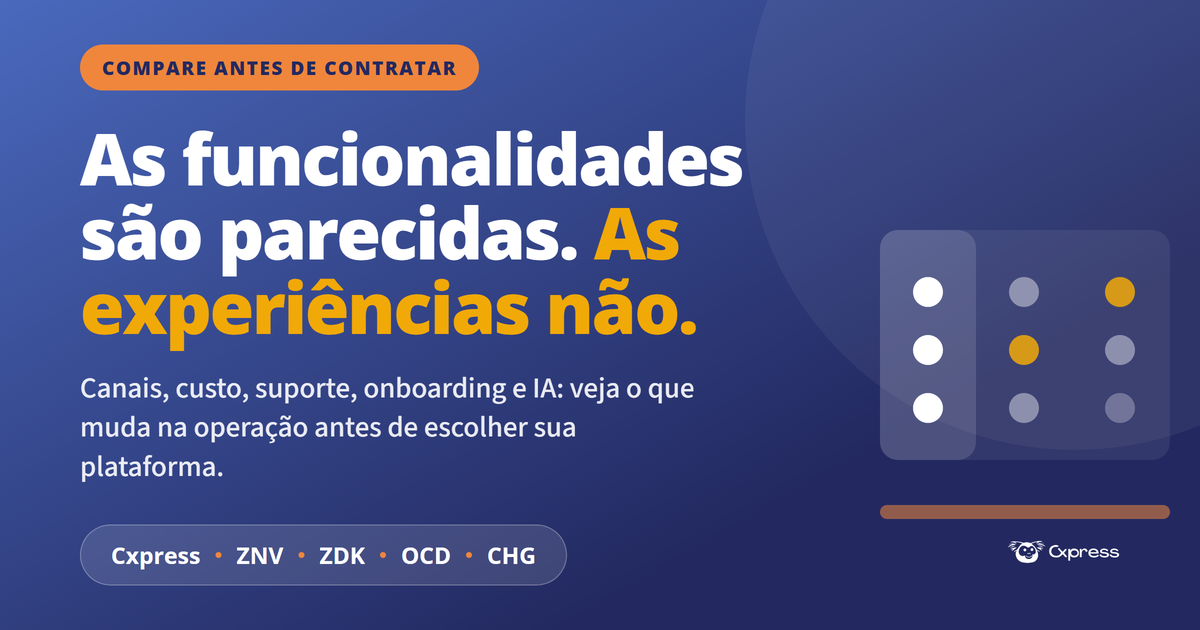 COMPARE ANTES DE CONTRATAR
As funcionalidades
são parecidas. As
experiências não.
Canais, custo, suporte, onboarding e IA: veja o que
muda na operação antes de escolher sua
plataforma.
Cxpress • ZNV • ZDK • OCD • CHG
Cxpress